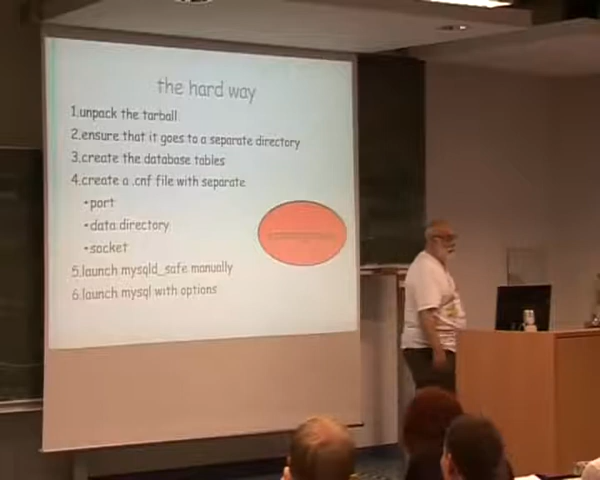 the hard way
1.unpack the tarball
2.ensure that it goes to a separate directory
3.create the database tables
4.create a .cnf file with separate
•port
•data directory
•socket
5.launch mysqld_safe manually
6.launch mysql with options